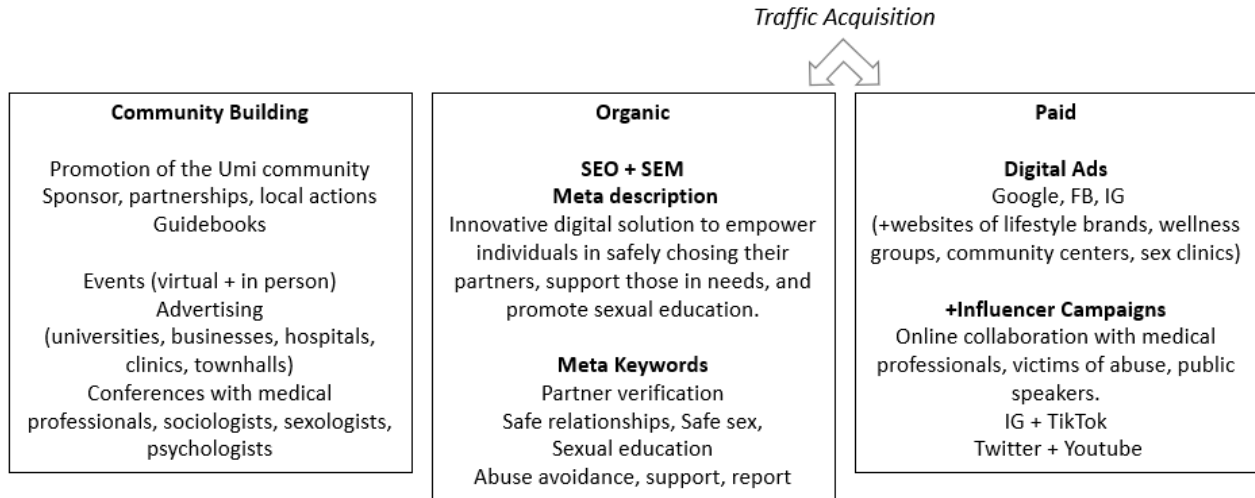 Traffic Acquisition
Community Building
Promotion of the Umi community
Sponsor, partnerships, local actions
Guidebooks
Events (virtual + in person)
Advertising
(universities, businesses, hospitals,
clinics, townhalls)
Conferences with medical
professionals, sociologists, sexologists,
psychologists
Organic
SEO + SEM
Meta description
Innovative digital solution to empower
individuals in safely chosing their
partners, support those in needs, and
promote sexual education.
Meta Keywords
Partner verification
Safe relationships, Safe sex,
Sexual education
Abuse avoidance, support, report
Paid
Digital Ads
Google, FB, IG
(+websites of lifestyle brands, wellness
groups, community centers, sex clinics)
+Influencer Campaigns
Online collaboration with medical
professionals, victims of abuse, public
speakers.
IG + TikTok
Twitter + Youtube